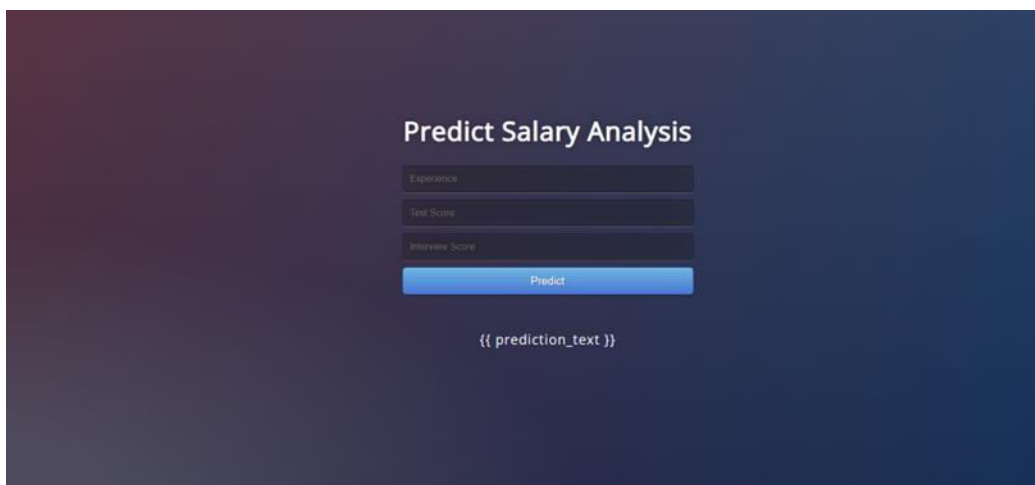 Predict Salary Analysis
Experience
Test Score
Interview Score
Predict
{{ prediction_text }}